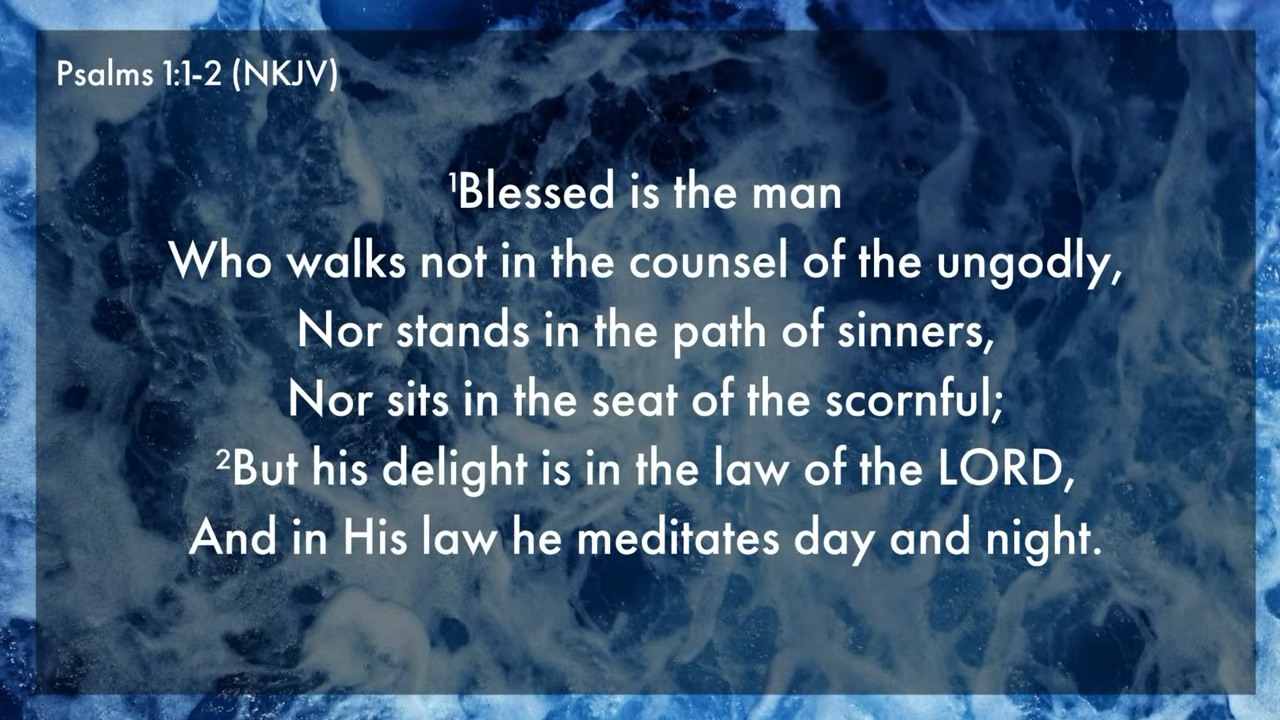 Psalms 1:1-2 (NKJV)
¹Blessed is the man
Who walks not in the counsel of the ungodly,
Nor stands in the path of sinners,
Nor sits in the seat of the scornful;
²But his delight is in the law of the LORD,
And in His law he meditates day and night.